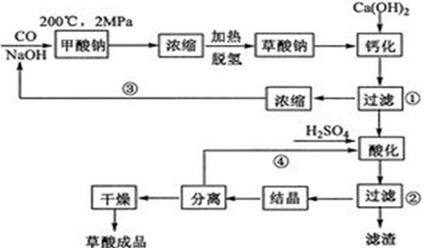 Ca(OH)₂
200℃, 2MPa
CO
NaOH
甲酸钠
浓缩
加热
脱氢
草酸钠
钙化
③
浓缩
过滤
①
H₂SO₄
④
酸化
干燥
分离
结晶
过滤
②
草酸成品
滤渣